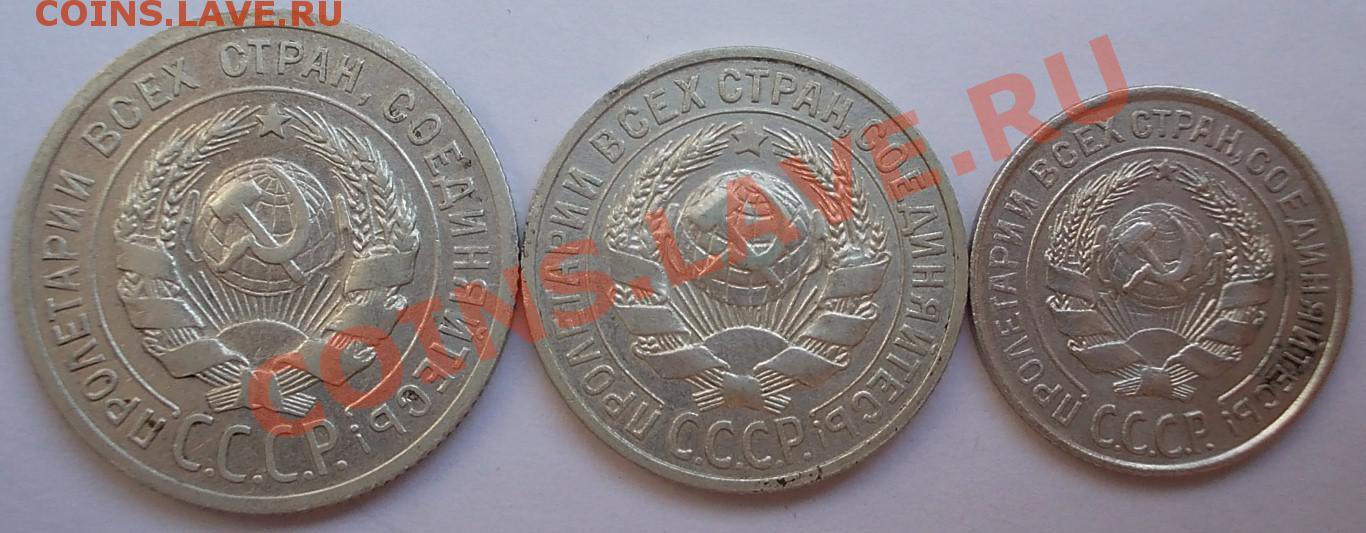 COINS.LAVE.RU
ПРОЛЕТАРИИ ВСЕХ СТРАН, СОЕДИНЯЙТЕСЬ!
С.С.С.Р.
ПРОЛЕТАРИИ ВСЕХ СТРАН, СОЕДИНЯЙТЕСЬ!
С.С.С.Р.
ПРОЛЕТАРИИ ВСЕХ СТРАН, СОЕДИНЯЙТЕСЬ!
С.С.С.Р.
COINS.LAVE.RU